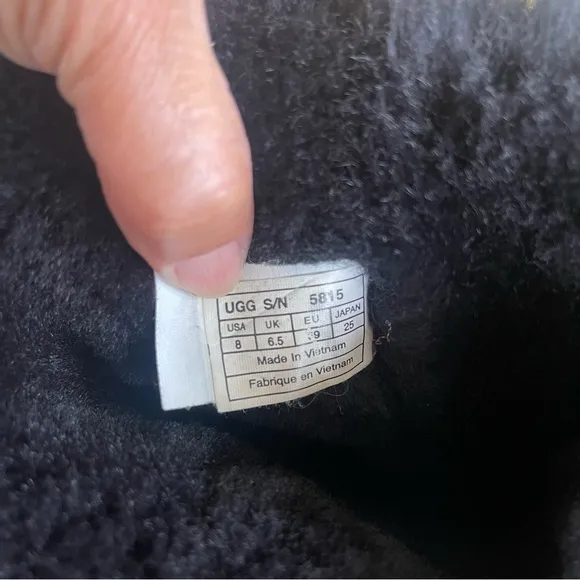 UGG S/N 5815
USA UK EU JAPAN
8 6.5 39 25
Made In Vietnam
Fabrique en Vietnam